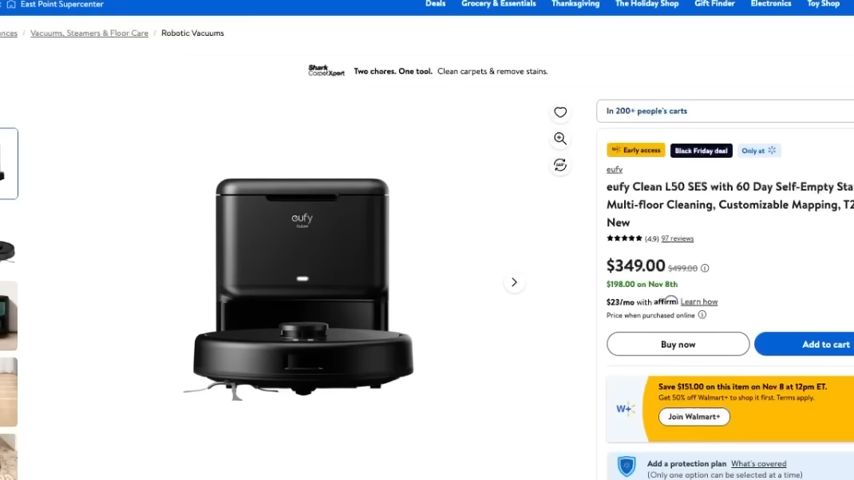 East Point Supercenter
Deals Grocery & Essentials Thanksgiving The Holiday Shop Gift Finder Electronics Toy Shop
Vacuums, Steamers & Floor Care / Robotic Vacuums
Shark CarpetXpert Two chores. One tool. Clean carpets & remove stains.
In 200+ people's carts
Early access Black Friday deal Only at
eufy
eufy Clean L50 SES with 60 Day Self-Empty Sta
Multi-floor Cleaning, Customizable Mapping, T2
New
(4.9) 97 reviews
$349.00 $499.00
$198.00 on Nov 8th
$23/mo with affirm Learn how
Price when purchased online
Buy now Add to cart
Save $151.00 on this item on Nov 8 at 12pm ET.
Get 50% off Walmart+ to shop it first. Terms apply.
W+
Join Walmart+
Add a protection plan What's covered
(Only one option can be selected at a time)
eufy